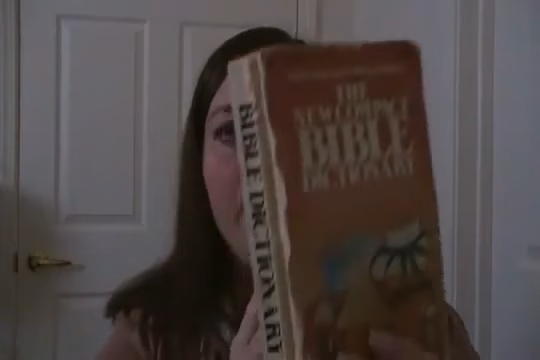 THE
NEW COMPACT
BIBLE
DICTIONARY
BIBLE DICTIONARY